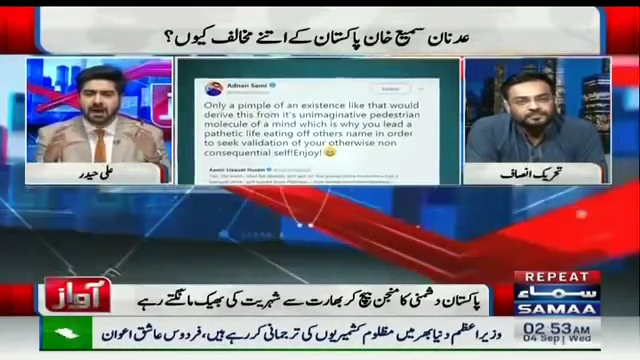 عدنان سمیع خان پاکستان کے اتنے مخالف کیوں؟
Adnan Sami
Only a pimple of an existence like that would
derive this from it's unimaginative pedestrian
molecule of a mind which is why you lead a
pathetic life eating off others name in order
to seek validation of your otherwise non
consequential self!Enjoy!
علی حیدر
تحریک انصاف
آواز
پاکستان دشمنی کا منجن بیچ کر بھارت سے شہریت کی بھیک مانگتے رہے
REPEAT
سماء
SAMAA
وزیراعظم دنیا بھر میں مظلوم کشمیریوں کی ترجمانی کر رہے ہیں، فردوس عاشق اعوان
02:53AM
04 Sep | Wed